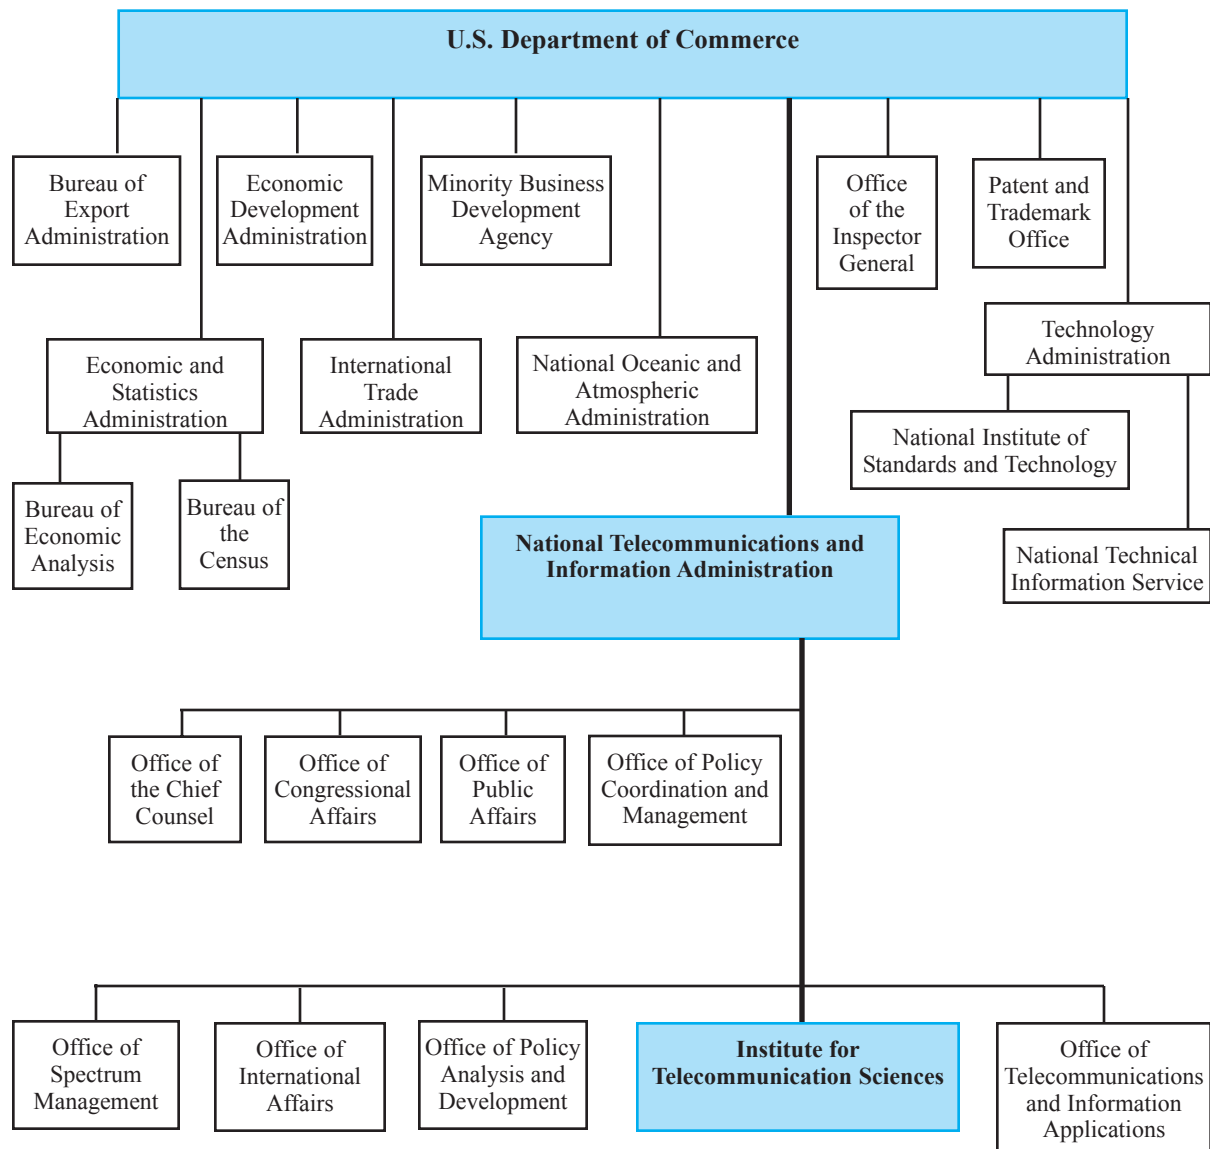 U.S. Department of Commerce
Bureau of
Export
Administration
Economic
Development
Administration
Minority Business
Development
Agency
Office
of the
Inspector
General
Patent and
Trademark
Office
Economic and
Statistics
Administration
International
Trade
Administration
National Oceanic and
Atmospheric
Administration
Technology
Administration
National Institute of
Standards and Technology
Bureau of
Economic
Analysis
Bureau of
the
Census
National Telecommunications and
Information Administration
National Technical
Information Service
Office of
the Chief
Counsel
Office of
Congressional
Affairs
Office of
Public
Affairs
Office of Policy
Coordination and
Management
Office of
Spectrum
Management
Office of
International
Affairs
Office of Policy
Analysis and
Development
Institute for
Telecommunication Sciences
Office of
Telecommunications
and Information
Applications